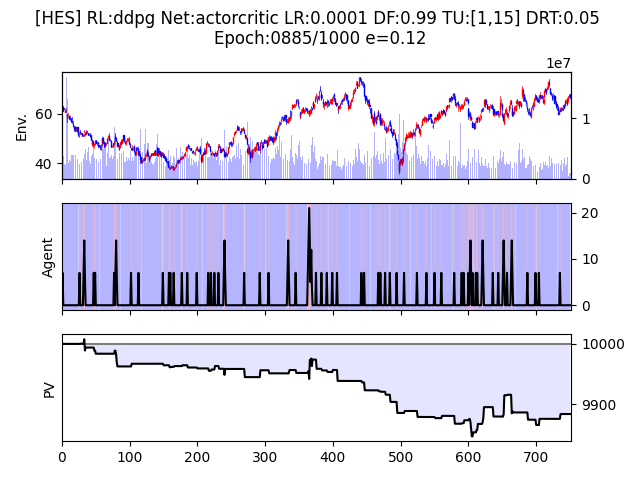 [HES] RL:ddpg Net:actorcritic LR:0.0001 DF:0.99 TU:[1,15] DRT:0.05
Epoch:0885/1000 e=0.12
1e7
Env.
60
40
1
0
Agent
20
10
0
PV
10000
9900
0 100 200 300 400 500 600 700